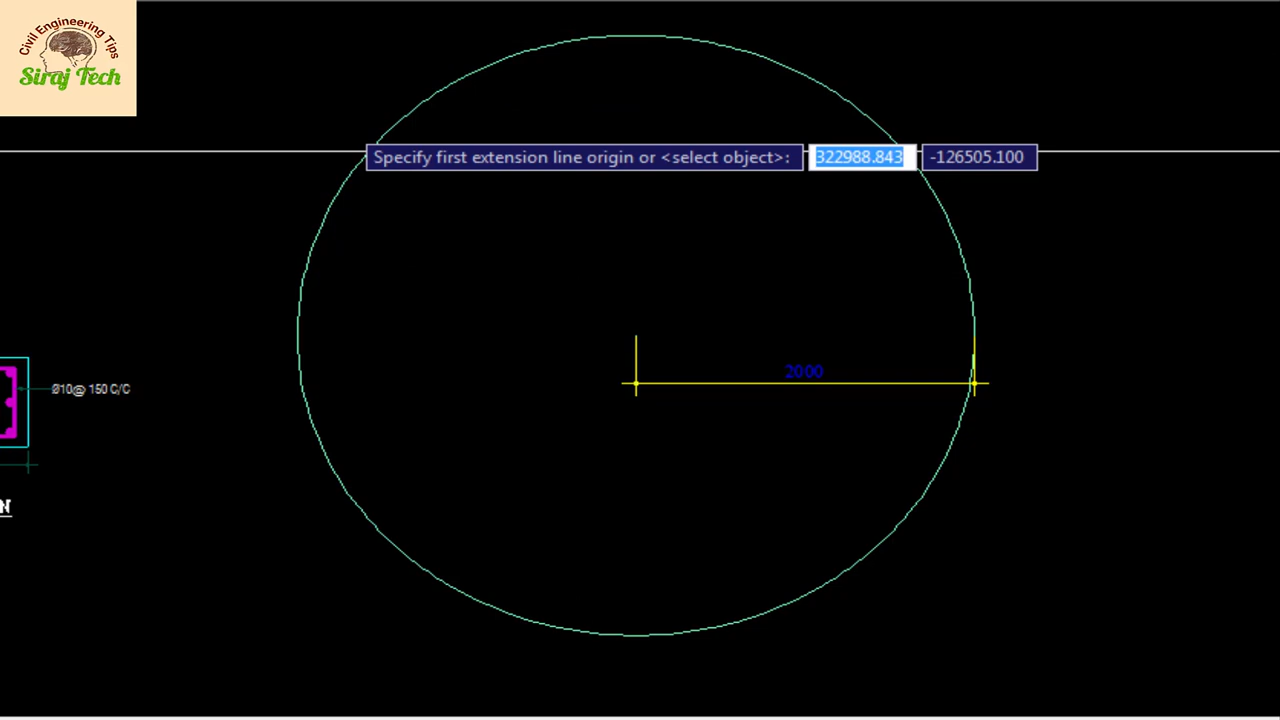 Civil Engineering Tips
Siraj Tech
Specify first extension line origin or <select object>: 322988.843 -126505.100
2000
Ø10@ 150 C/C
N